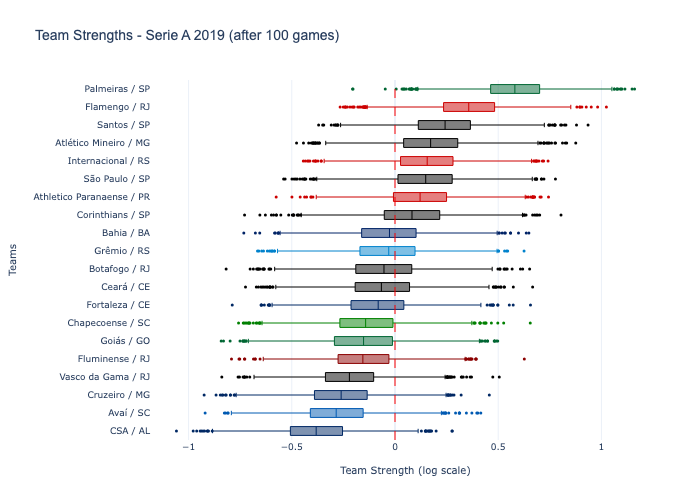 Team Strengths - Serie A 2019 (after 100 games)
Palmeiras / SP
Flamengo / RJ
Santos / SP
Atlético Mineiro / MG
Internacional / RS
São Paulo / SP
Athletico Paranaense / PR
Corinthians / SP
Bahia / BA
Grêmio / RS
Botafogo / RJ
Ceará / CE
Fortaleza / CE
Chapecoense / SC
Goiás / GO
Fluminense / RJ
Vasco da Gama / RJ
Cruzeiro / MG
Avaí / SC
CSA / AL
Teams
−1 −0.5 0 0.5 1
Team Strength (log scale)